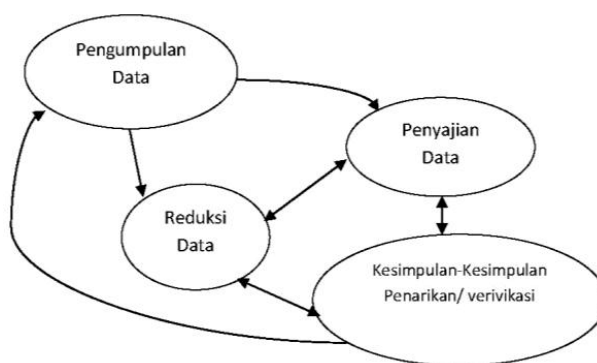 Pengumpulan
Data
Penyajian
Data
Reduksi
Data
Kesimpulan-Kesimpulan
Penarikan/ verivikasi